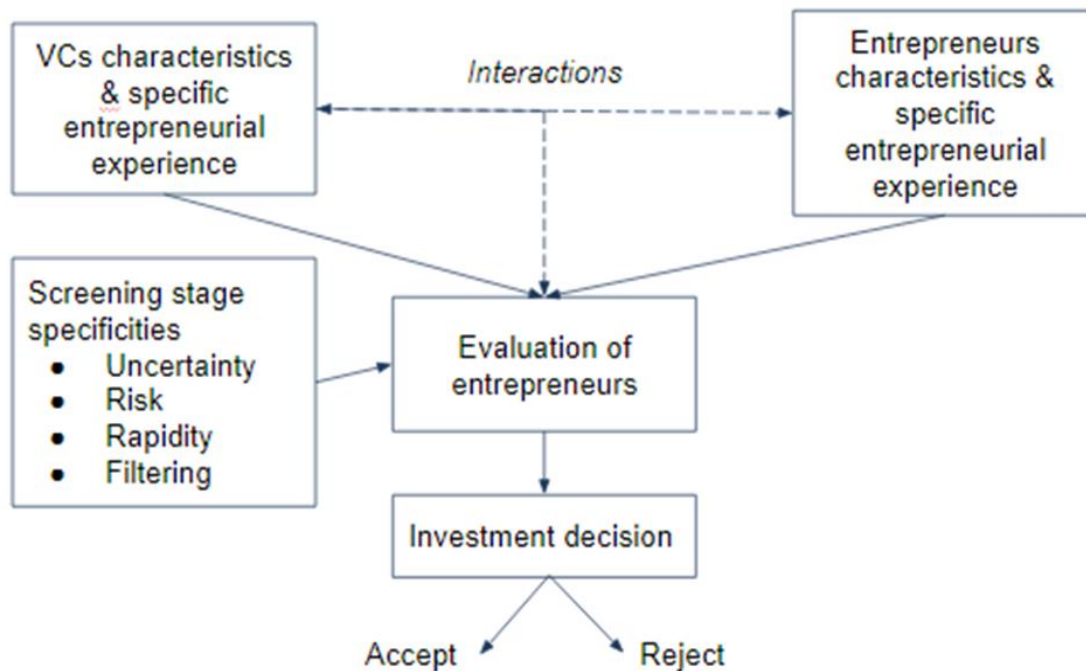 VCs characteristics
& specific
entrepreneurial
experience
Interactions
Entrepreneurs
characteristics &
specific
entrepreneurial
experience
Screening stage
specificities
● Uncertainty
● Risk
● Rapidity
● Filtering
Evaluation of
entrepreneurs
Investment decision
Accept
Reject